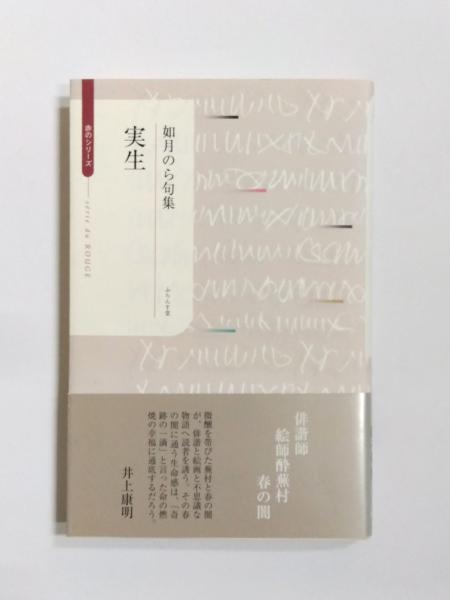 赤のシリーズ
série du ROUGE
如月のら句集
実生
ふらんす堂
俳諧師
絵師酔蕪村
春の闇
微醺を帯びた蕪村と春の闇
が、俳諧と絵画と不思議な
物語へ読者を誘う。その春
の闇に通う生命感は、「奇
跡の一滴」と言った命の燃
焼の幸福に通底するだろう。
井上康明